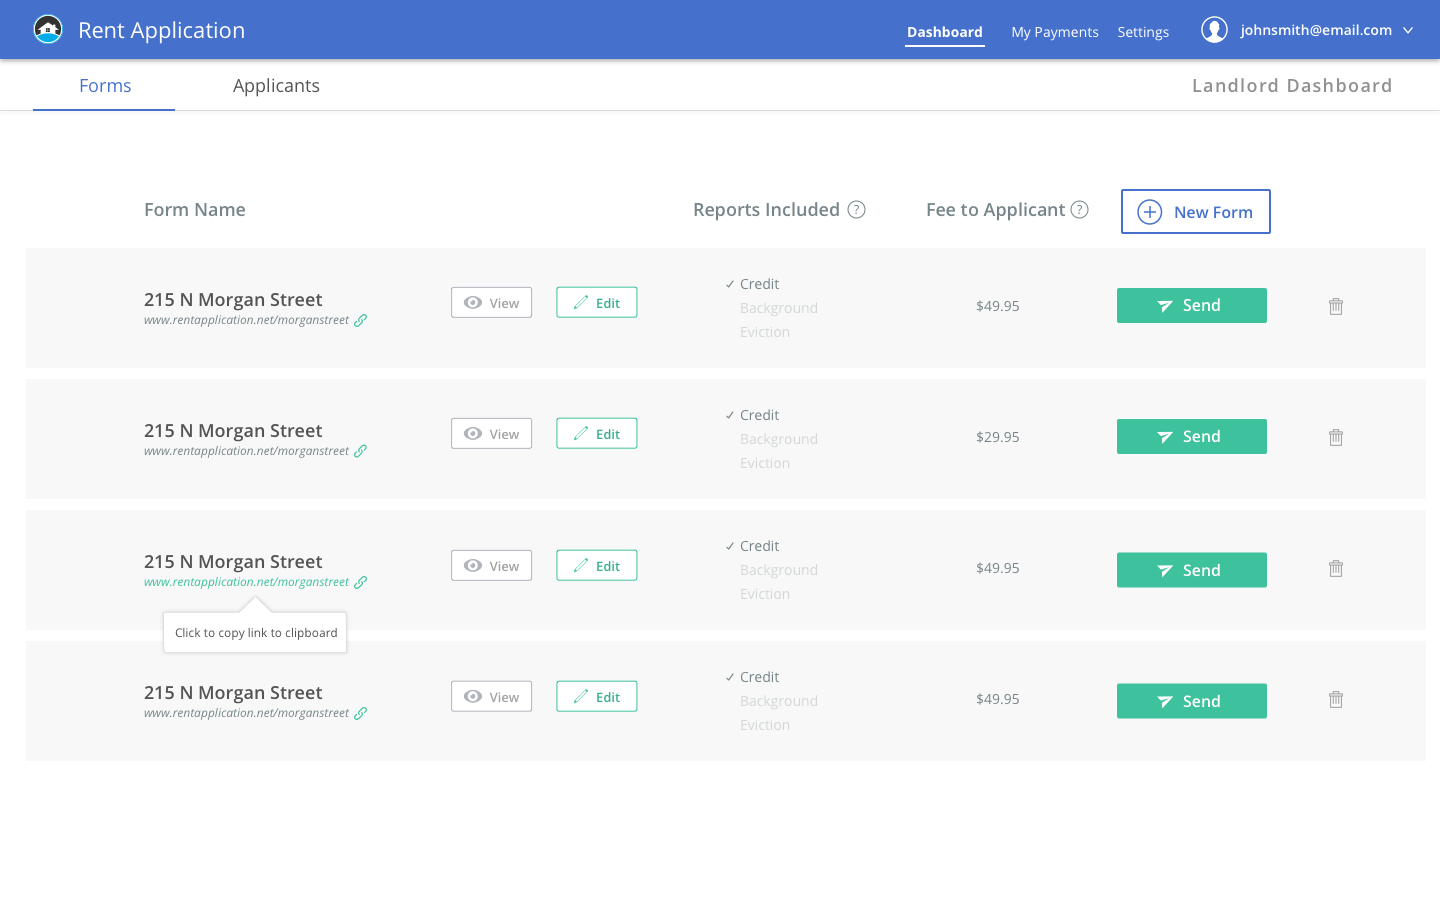 Rent Application
Dashboard My Payments Settings johnsmith@email.com
Forms Applicants Landlord Dashboard
Form Name Reports Included ? Fee to Applicant ? New Form
215 N Morgan Street
www.rentapplication.net/morganstreet
View Edit
✓ Credit
Background
Eviction
$49.95
Send
215 N Morgan Street
www.rentapplication.net/morganstreet
View Edit
✓ Credit
Background
Eviction
$29.95
Send
215 N Morgan Street
www.rentapplication.net/morganstreet
View Edit
✓ Credit
Background
Eviction
$49.95
Send
Click to copy link to clipboard
215 N Morgan Street
www.rentapplication.net/morganstreet
View Edit
✓ Credit
Background
Eviction
$49.95
Send